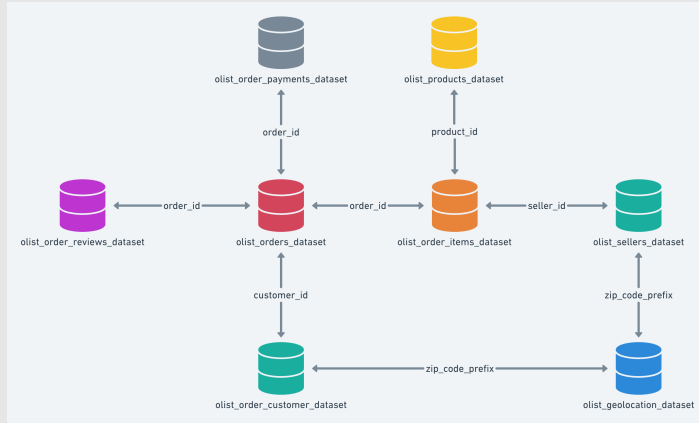 olist_order_payments_dataset
olist_products_dataset
order_id
product_id
order_id
order_id
seller_id
olist_order_reviews_dataset
olist_orders_dataset
olist_order_items_dataset
olist_sellers_dataset
customer_id
zip_code_prefix
zip_code_prefix
olist_order_customer_dataset
olist_geolocation_dataset